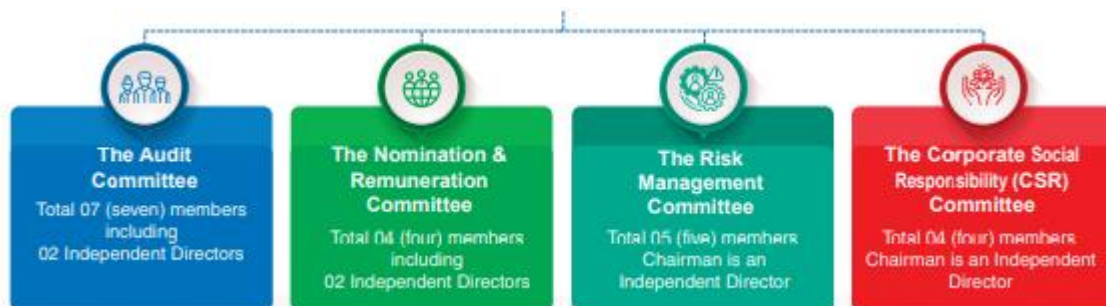 The Audit
Committee
Total 07 (seven) members
including
02 Independent Directors
The Nomination &
Remuneration
Committee
Total 04 (four) members
including
02 Independent Directors
The Risk
Management
Committee
Total 05 (five) members
Chairman is an
Independent Director
The Corporate Social
Responsibility (CSR)
Committee
Total 04 (four) members
Chairman is an Independent
Director